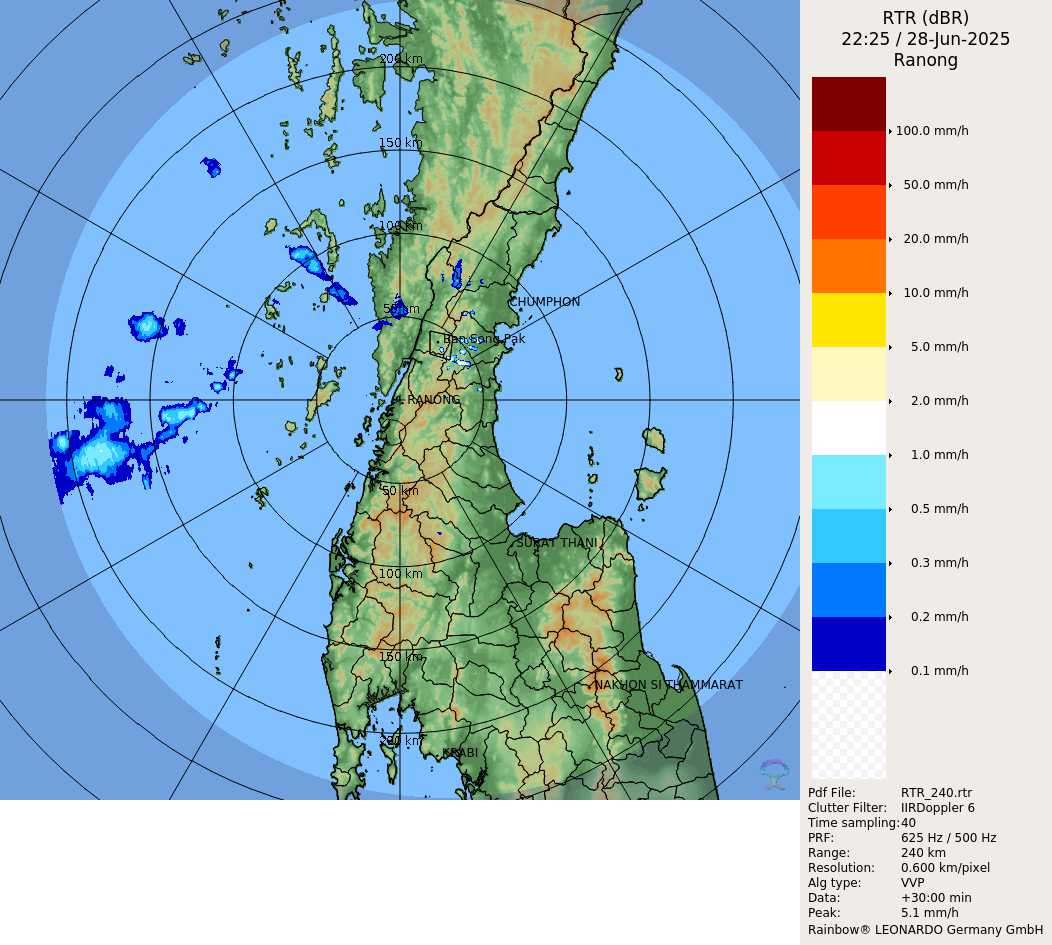 RTR (dBR)
22:25 / 28-Jun-2025
Ranong
100.0 mm/h
50.0 mm/h
20.0 mm/h
10.0 mm/h
5.0 mm/h
2.0 mm/h
1.0 mm/h
0.5 mm/h
0.3 mm/h
0.2 mm/h
0.1 mm/h
Pdf File: RTR_240.rtr
Clutter Filter: IIRDoppler 6
Time sampling: 40
PRF: 625 Hz / 500 Hz
Range: 240 km
Resolution: 0.600 km/pixel
Alg type: VVP
Data: +30:00 min
Peak: 5.1 mm/h
Rainbow® LEONARDO Germany GmbH
200 km
150 km
100 km
50 km
CHUMPHON
Ban Song Pak
RANONG
50 km
SURAT THANI
100 km
150 km
NAKHON SI THAMMARAT
200 km
KRABI